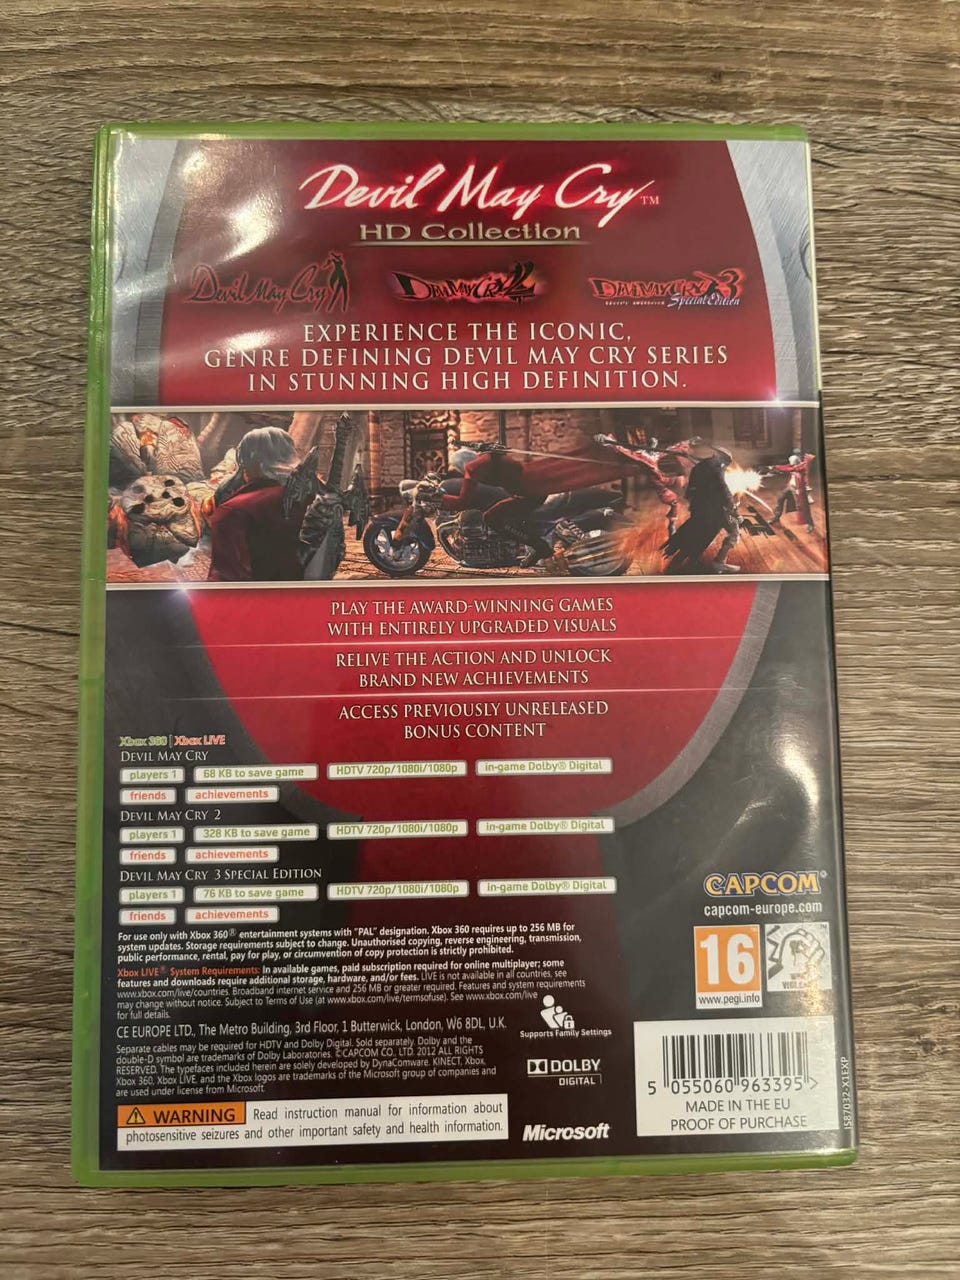 Devil May Cry™
HD Collection
Devil May Cry
Devil May Cry 2
Devil May Cry 3
Special Edition
EXPERIENCE THE ICONIC,
GENRE DEFINING DEVIL MAY CRY SERIES
IN STUNNING HIGH DEFINITION.
PLAY THE AWARD-WINNING GAMES
WITH ENTIRELY UPGRADED VISUALS
RELIVE THE ACTION AND UNLOCK
BRAND NEW ACHIEVEMENTS
ACCESS PREVIOUSLY UNRELEASED
BONUS CONTENT
Xbox 360 | Xbox LIVE
DEVIL MAY CRY
players 1 68 KB to save game HDTV 720p/1080i/1080p in-game Dolby® Digital
friends achievements
DEVIL MAY CRY 2
players 1 328 KB to save game HDTV 720p/1080i/1080p in-game Dolby® Digital
friends achievements
DEVIL MAY CRY 3 SPECIAL EDITION
players 1 76 KB to save game HDTV 720p/1080i/1080p in-game Dolby® Digital
friends achievements
For use only with Xbox 360® entertainment systems with "PAL" designation. Xbox 360 requires up to 256 MB for
system updates. Storage requirements subject to change. Unauthorised copying, reverse engineering, transmission,
public performance, rental, pay for play, or circumvention of copy protection is strictly prohibited.
Xbox LIVE® System Requirements: In available games, paid subscription required for online multiplayer; some
features and downloads require additional storage, hardware, and/or fees. LIVE is not available in all countries, see
www.xbox.com/live/countries. Broadband internet service and 256 MB or greater required. Features and system requirements
may change without notice. Subject to Terms of Use (at www.xbox.com/live/termsofuse). See www.xbox.com/live
for full details.
CE EUROPE LTD., The Metro Building, 3rd Floor, 1 Butterwick, London, W6 8DL, U.K.
Separate cables may be required for HDTV and Dolby Digital. Sold separately. Dolby and the
double-D symbol are trademarks of Dolby Laboratories. ©CAPCOM CO., LTD. 2012 ALL RIGHTS
RESERVED. The typefaces included herein are solely developed by DynaComware. KINECT, Xbox,
Xbox 360, Xbox LIVE, and the Xbox logos are trademarks of the Microsoft group of companies and
are used under license from Microsoft.
WARNING Read instruction manual for information about
photosensitive seizures and other important safety and health information.
Supports Family Settings
DOLBY
DIGITAL
Microsoft
CAPCOM®
capcom-europe.com
16
www.pegi.info
5 055060 963395 >
MADE IN THE EU
PROOF OF PURCHASE
IS87032-X1EXP